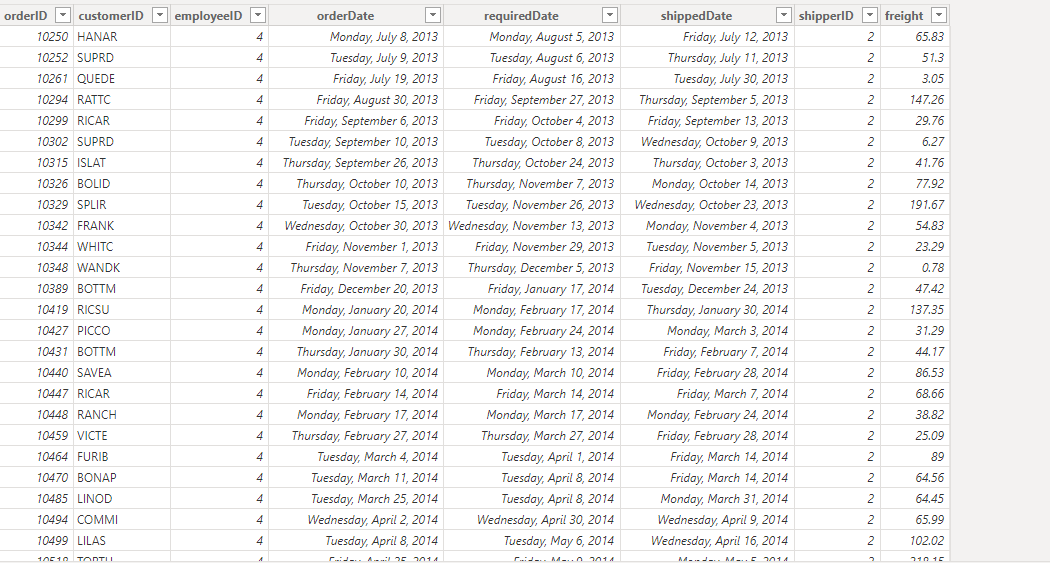 orderID customerID employeeID orderDate requiredDate shippedDate shipperID freight
10250 HANAR 4 Monday, July 8, 2013 Monday, August 5, 2013 Friday, July 12, 2013 2 65.83
10252 SUPRD 4 Tuesday, July 9, 2013 Tuesday, August 6, 2013 Thursday, July 11, 2013 2 51.3
10261 QUEDE 4 Friday, July 19, 2013 Friday, August 16, 2013 Tuesday, July 30, 2013 2 3.05
10294 RATTC 4 Friday, August 30, 2013 Friday, September 27, 2013 Thursday, September 5, 2013 2 147.26
10299 RICAR 4 Friday, September 6, 2013 Friday, October 4, 2013 Friday, September 13, 2013 2 29.76
10302 SUPRD 4 Tuesday, September 10, 2013 Tuesday, October 8, 2013 Wednesday, October 9, 2013 2 6.27
10315 ISLAT 4 Thursday, September 26, 2013 Thursday, October 24, 2013 Thursday, October 3, 2013 2 41.76
10326 BOLID 4 Thursday, October 10, 2013 Thursday, November 7, 2013 Monday, October 14, 2013 2 77.92
10329 SPLIR 4 Tuesday, October 15, 2013 Tuesday, November 26, 2013 Wednesday, October 23, 2013 2 191.67
10342 FRANK 4 Wednesday, October 30, 2013 Wednesday, November 13, 2013 Monday, November 4, 2013 2 54.83
10344 WHITC 4 Friday, November 1, 2013 Friday, November 29, 2013 Tuesday, November 5, 2013 2 23.29
10348 WANDK 4 Thursday, November 7, 2013 Thursday, December 5, 2013 Friday, November 15, 2013 2 0.78
10389 BOTTM 4 Friday, December 20, 2013 Friday, January 17, 2014 Tuesday, December 24, 2013 2 47.42
10419 RICSU 4 Monday, January 20, 2014 Monday, February 17, 2014 Thursday, January 30, 2014 2 137.35
10427 PICCO 4 Monday, January 27, 2014 Monday, February 24, 2014 Monday, March 3, 2014 2 31.29
10431 BOTTM 4 Thursday, January 30, 2014 Thursday, February 13, 2014 Friday, February 7, 2014 2 44.17
10440 SAVEA 4 Monday, February 10, 2014 Monday, March 10, 2014 Friday, February 28, 2014 2 86.53
10447 RICAR 4 Friday, February 14, 2014 Friday, March 14, 2014 Friday, March 7, 2014 2 68.66
10448 RANCH 4 Monday, February 17, 2014 Monday, March 17, 2014 Monday, February 24, 2014 2 38.82
10459 VICTE 4 Thursday, February 27, 2014 Thursday, March 27, 2014 Friday, February 28, 2014 2 25.09
10464 FURIB 4 Tuesday, March 4, 2014 Tuesday, April 1, 2014 Friday, March 14, 2014 2 89
10470 BONAP 4 Tuesday, March 11, 2014 Tuesday, April 8, 2014 Friday, March 14, 2014 2 64.56
10485 LINOD 4 Tuesday, March 25, 2014 Tuesday, April 8, 2014 Monday, March 31, 2014 2 64.45
10494 COMMI 4 Wednesday, April 2, 2014 Wednesday, April 30, 2014 Wednesday, April 9, 2014 2 65.99
10499 LILAS 4 Tuesday, April 8, 2014 Tuesday, May 6, 2014 Wednesday, April 16, 2014 2 102.02